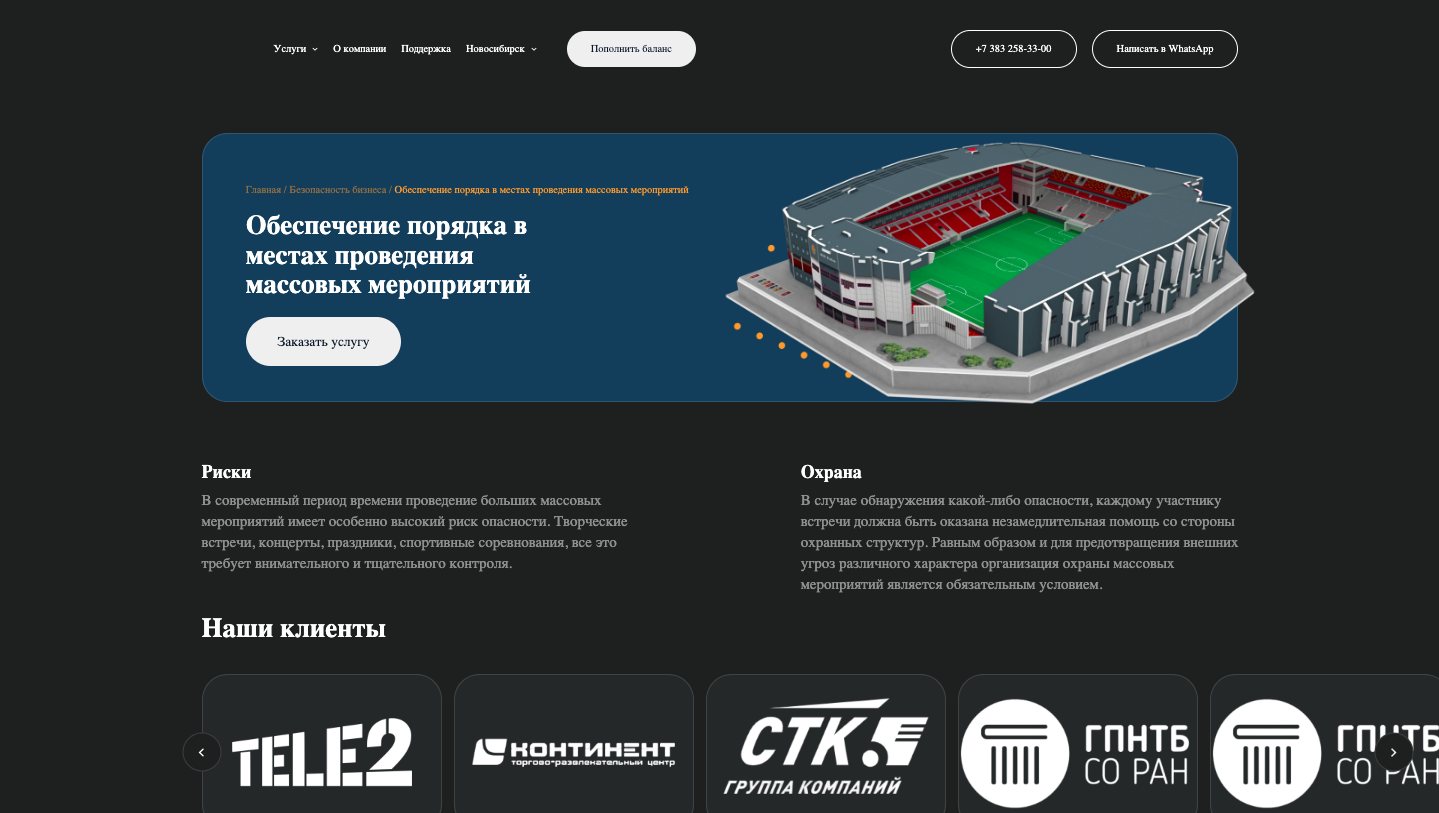 Услуги
О компании
Поддержка
Новосибирск
Пополнить баланс
+7 383 258-33-00
Написать в WhatsApp
Главная / Безопасность бизнеса / Обеспечение порядка в местах проведения массовых мероприятий
Обеспечение порядка в
местах проведения
массовых мероприятий
Заказать услугу
Риски
В современный период времени проведение больших массовых
мероприятий имеет особенно высокий риск опасности. Творческие
встречи, концерты, праздники, спортивные соревнования, все это
требует внимательного и тщательного контроля.
Охрана
В случае обнаружения какой-либо опасности, каждому участнику
встречи должна быть оказана незамедлительная помощь со стороны
охранных структур. Равным образом и для предотвращения внешних
угроз различного характера организация охраны массовых
мероприятий является обязательным условием.
Наши клиенты
TELE2
КОНТИНЕНТ
торгово-развлекательный центр
СТК
ГРУППА КОМПАНИЙ
ГПНТБ
СО РАН
ГПНТБ
СО РАН